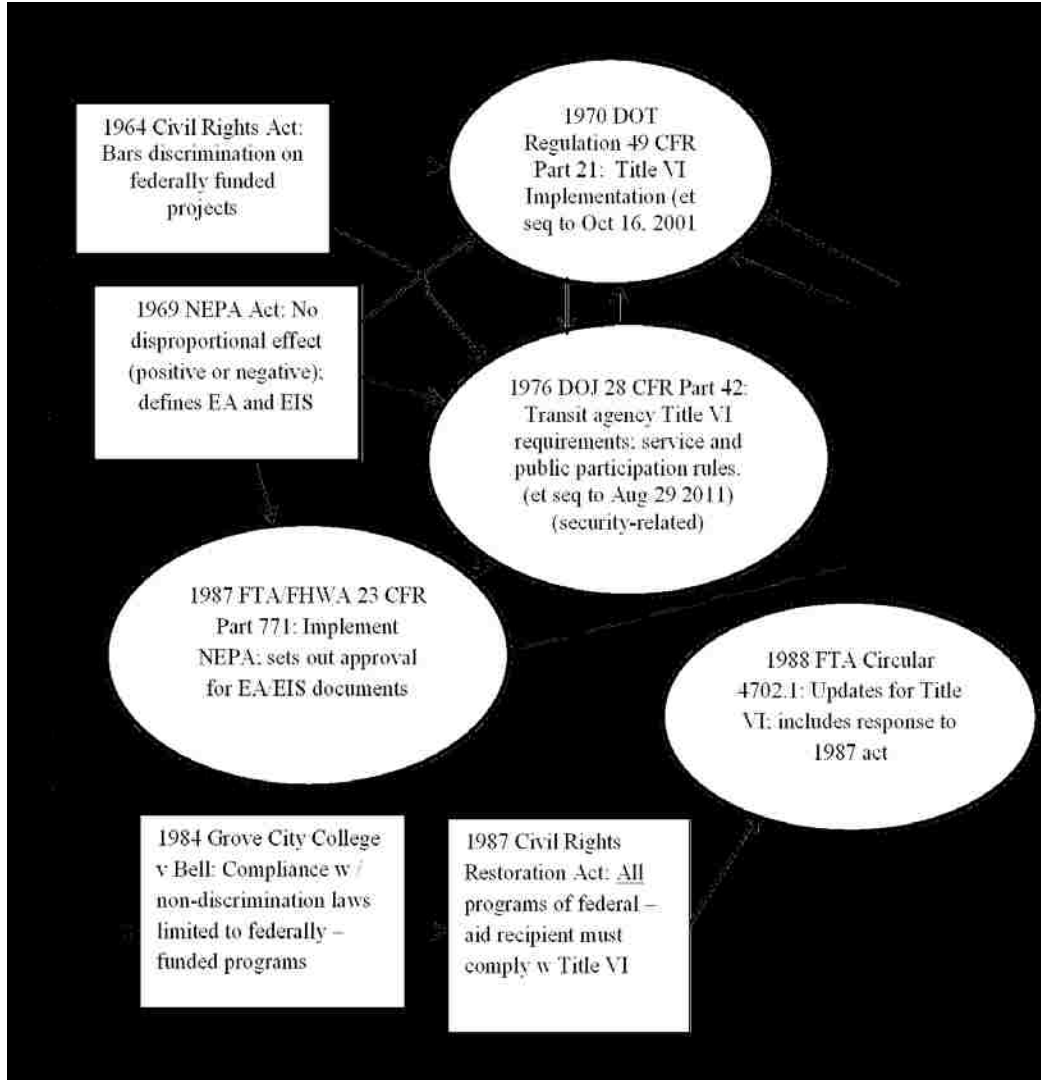 1964 Civil Rights Act:
Bars discrimination on
federally funded
projects
1970 DOT
Regulation 49 CFR
Part 21: Title VI
Implementation (et
seq to Oct 16, 2001
1969 NEPA Act: No
disproportional effect
(positive or negative);
defines EA and EIS
1976 DOJ 28 CFR Part 42:
Transit agency Title VI
requirements; service and
public participation rules.
(et seq to Aug 29 2011)
(security-related)
1987 FTA/FHWA 23 CFR
Part 771: Implement
NEPA; sets out approval
for EA/EIS documents
1988 FTA Circular
4702.1: Updates for Title
VI; includes response to
1987 act
1984 Grove City College
v Bell: Compliance w /
non-discrimination laws
limited to federally –
funded programs
1987 Civil Rights
Restoration Act: All
programs of federal –
aid recipient must
comply w Title VI